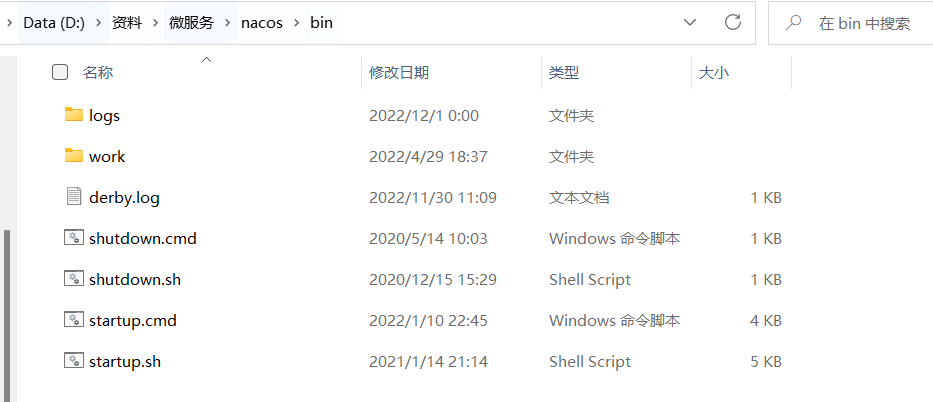 Data (D:) 资料 微服务 nacos bin 在 bin 中搜索
名称 修改日期 类型 大小
logs 2022/12/1 0:00 文件夹
work 2022/4/29 18:37 文件夹
derby.log 2022/11/30 11:09 文本文档 1 KB
shutdown.cmd 2020/5/14 10:03 Windows 命令脚本 1 KB
shutdown.sh 2020/12/15 15:29 Shell Script 1 KB
startup.cmd 2022/1/10 22:45 Windows 命令脚本 4 KB
startup.sh 2021/1/14 21:14 Shell Script 5 KB